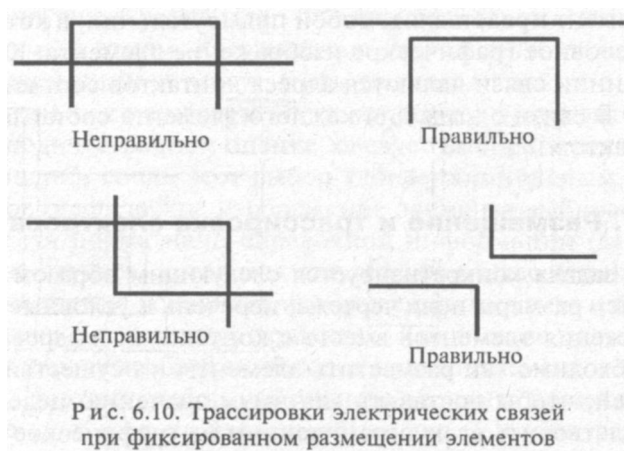 Неправильно
Правильно
Неправильно
Правильно
Рис. 6.10. Трассировки электрических связей
при фиксированном размещении элементов